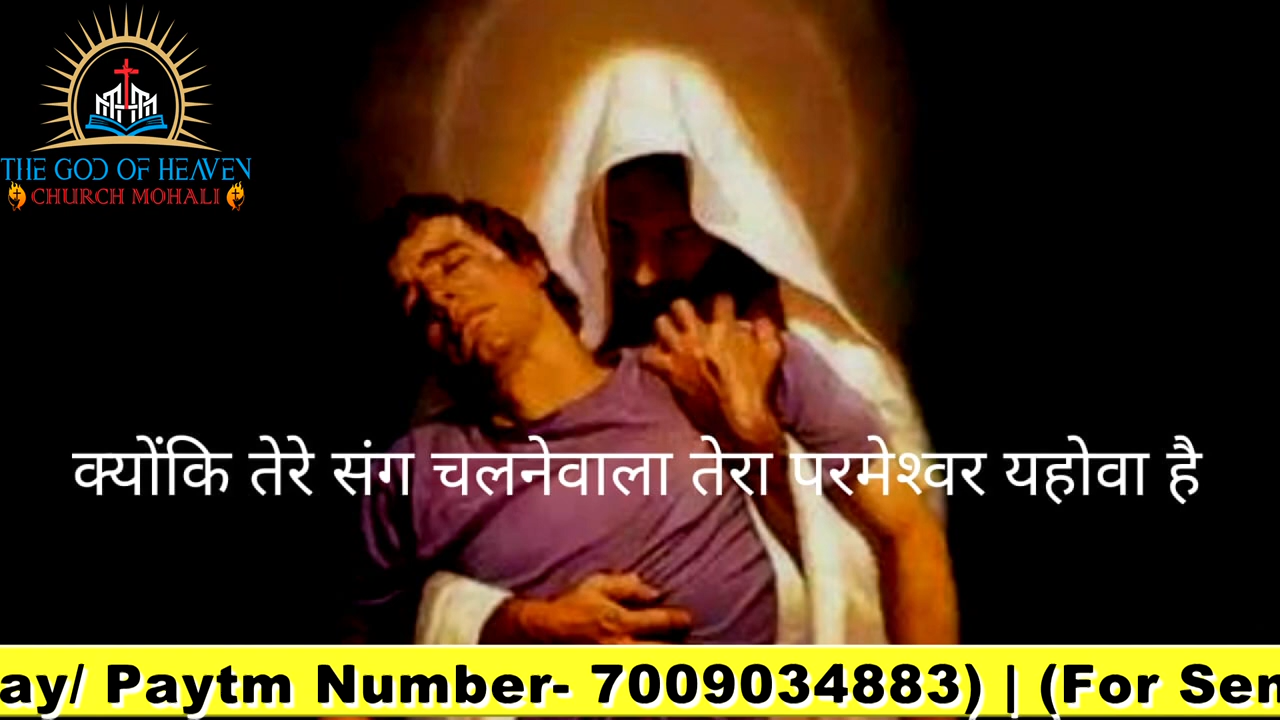 THE GOD OF HEAVEN
CHURCH MOHALI
क्योंकि तेरे संग चलनेवाला तेरा परमेश्वर यहोवा है
ay/ Paytm Number- 7009034883) | (For Sen